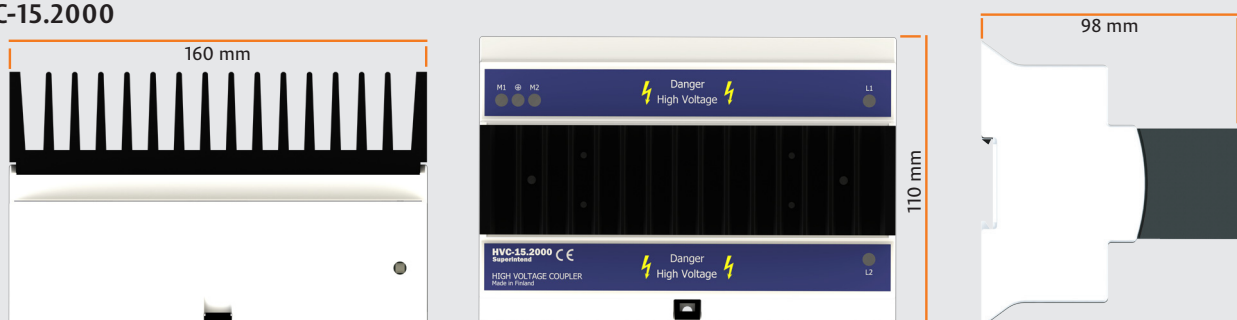 C-15.2000
160 mm
M1 ⊕ M2
Danger
High Voltage
L1
110 mm
HVC-15.2000 CE
Superintend
HIGH VOLTAGE COUPLER
Made in Finland
Danger
High Voltage
L2
98 mm